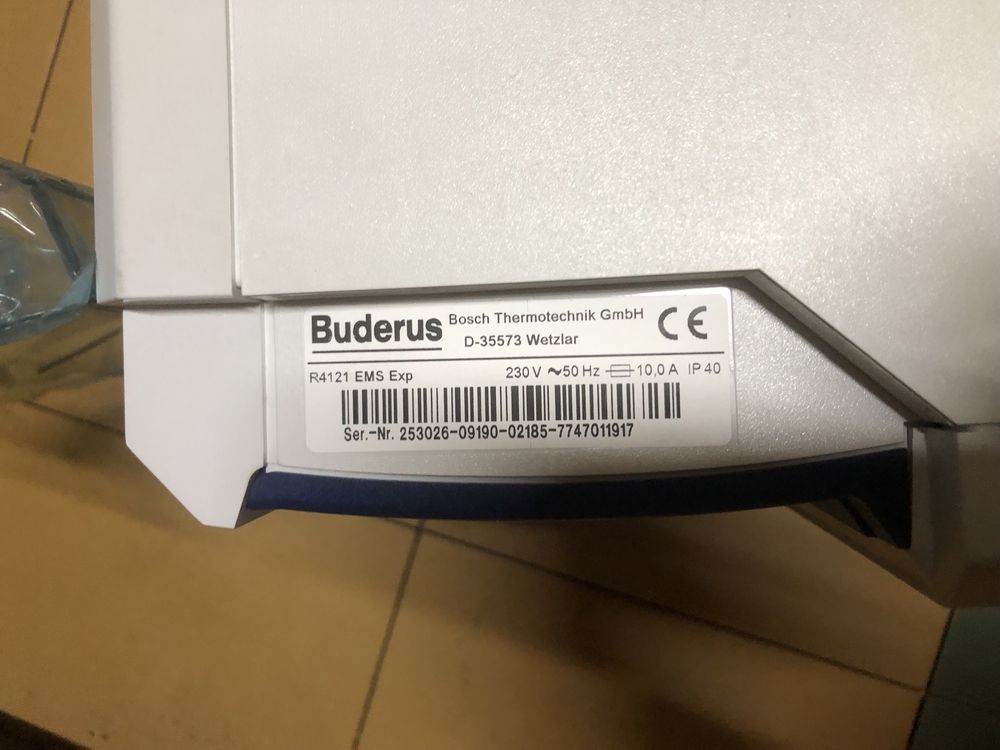 Buderus Bosch Thermotechnik GmbH
D-35573 Wetzlar
CE
R4121 EMS Exp 230 V ~50 Hz 10,0 A IP 40
Ser.-Nr. 253026-09190-02185-7747011917